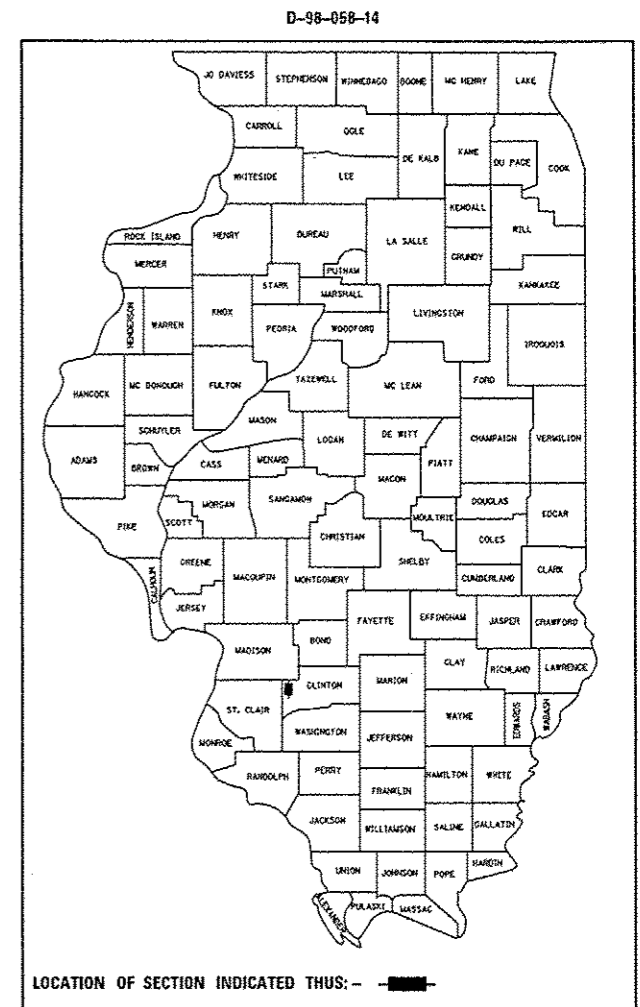 D-98-058-14
JO DAVIESS STEPHENSON WINNEBAGO BOONE MC HENRY LAKE
CARROLL OGLE
DE KALB KANE DU PAGE COOK
WHITESIDE LEE
KENDALL
ROCK ISLAND HENRY BUREAU LA SALLE GRUNDY WILL
MERCER
PUTNAM
STARK MARSHALL
KANKAKEE
HENDERSON WARREN KNOX PEORIA WOODFORD LIVINGSTON IROQUOIS
HANCOCK MC DONOUGH FULTON TAZEWELL MC LEAN FORD
MASON
SCHUYLER LOGAN DE WITT CHAMPAIGN VERMILION
ADAMS BROWN CASS MENARD MACON PIATT
MORGAN SANGAMON DOUGLAS
PIKE SCOTT CHRISTIAN MOULTRIE COLES EDGAR
CALHOUN GREENE MACOUPIN MONTGOMERY SHELBY CUMBERLAND CLARK
JERSEY
FAYETTE EFFINGHAM JASPER CRAWFORD
MADISON BOND
CLAY RICHLAND LAWRENCE
CLINTON MARION
ST. CLAIR WAYNE EDWARDS WABASH
MONROE WASHINGTON JEFFERSON
RANDOLPH PERRY HAMILTON WHITE
FRANKLIN
JACKSON WILLIAMSON SALINE GALLATIN
UNION JOHNSON POPE HARDIN
ALEXANDER PULASKI MASSAC
LOCATION OF SECTION INDICATED THUS:-